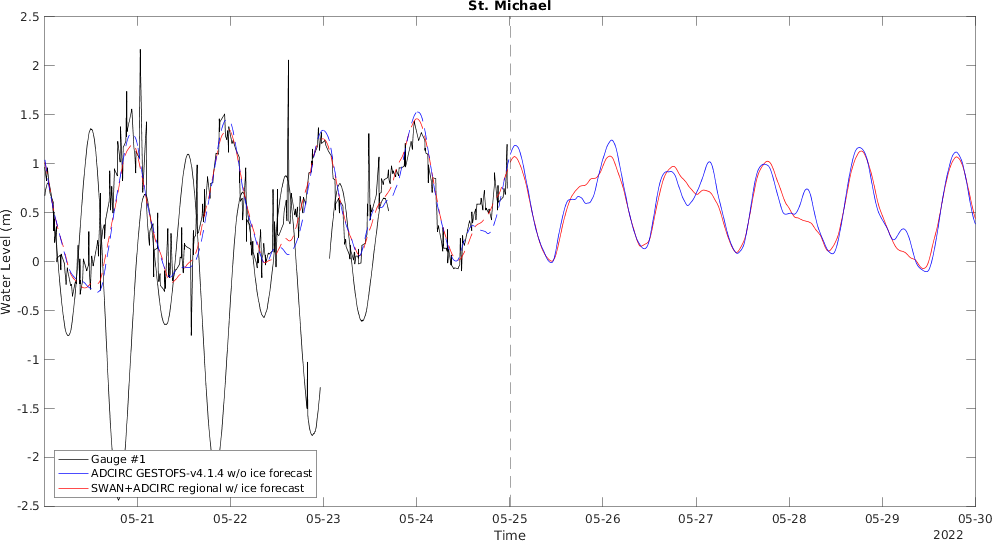 St. Michael
2.5
2
1.5
1
0.5
0
-0.5
-1
-1.5
-2
-2.5
Water Level (m)
Gauge #1
ADCIRC GESTOFS-v4.1.4 w/o ice forecast
SWAN+ADCIRC regional w/ ice forecast
05-21 05-22 05-23 05-24 05-25 05-26 05-27 05-28 05-29 05-30
Time
2022